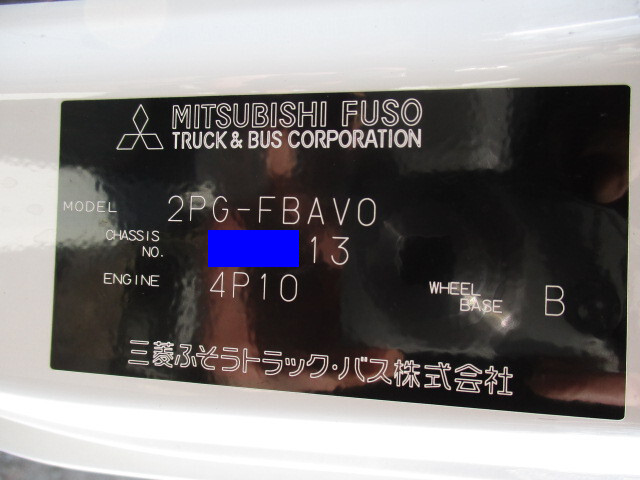 MITSUBISHI FUSO
TRUCK & BUS CORPORATION
MODEL 2PG-FBAV0
CHASSIS NO. 13
ENGINE 4P10
WHEEL BASE B
三菱ふそうトラック・バス株式会社